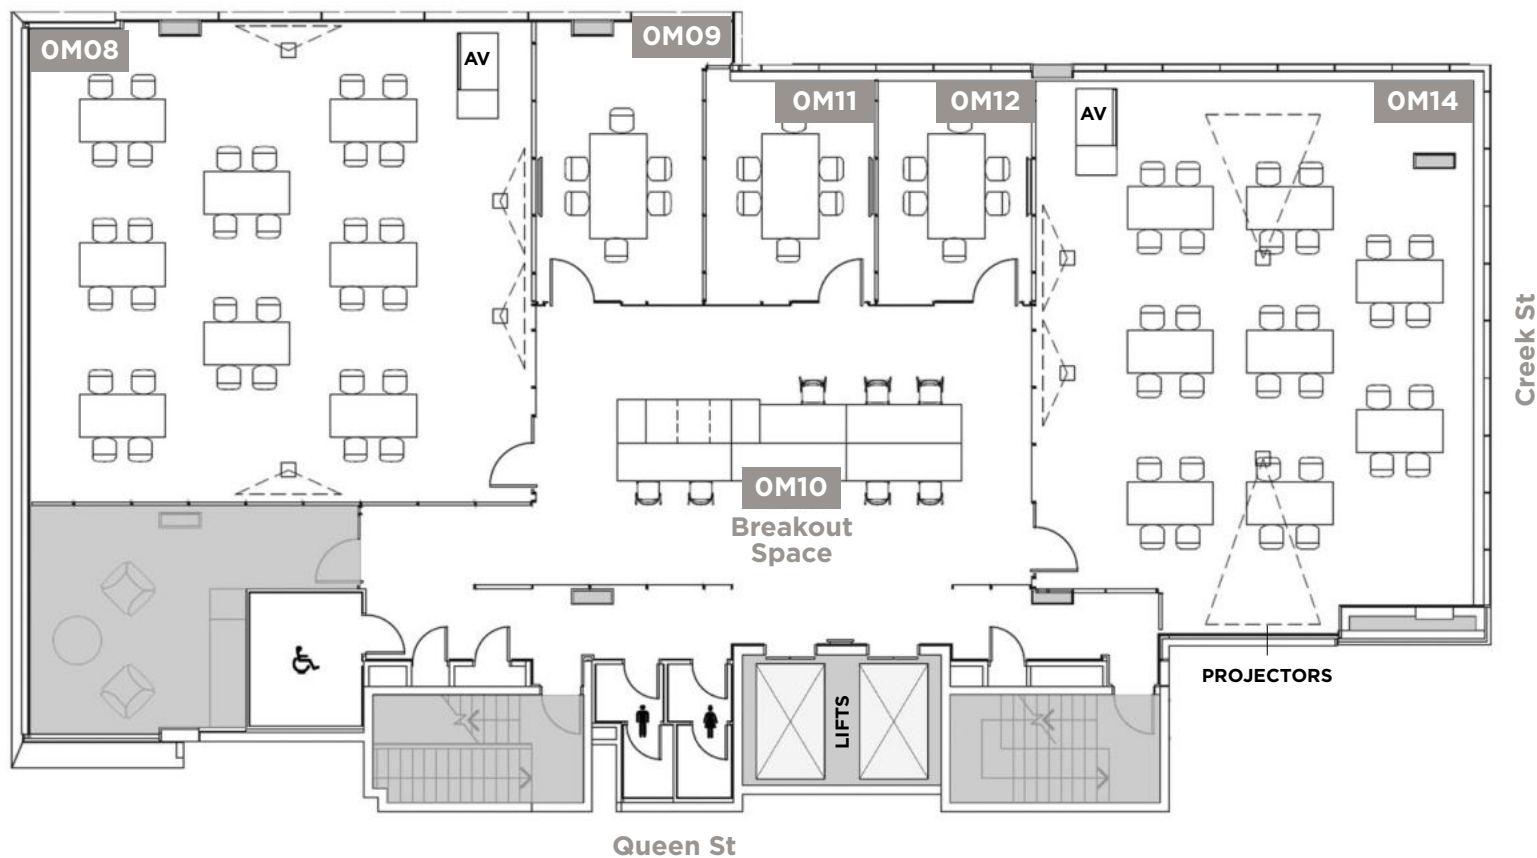 0M08
AV
0M09
0M11
0M12
AV
0M14
Creek St
0M10
Breakout
Space
PROJECTORS
LIFTS
Queen St